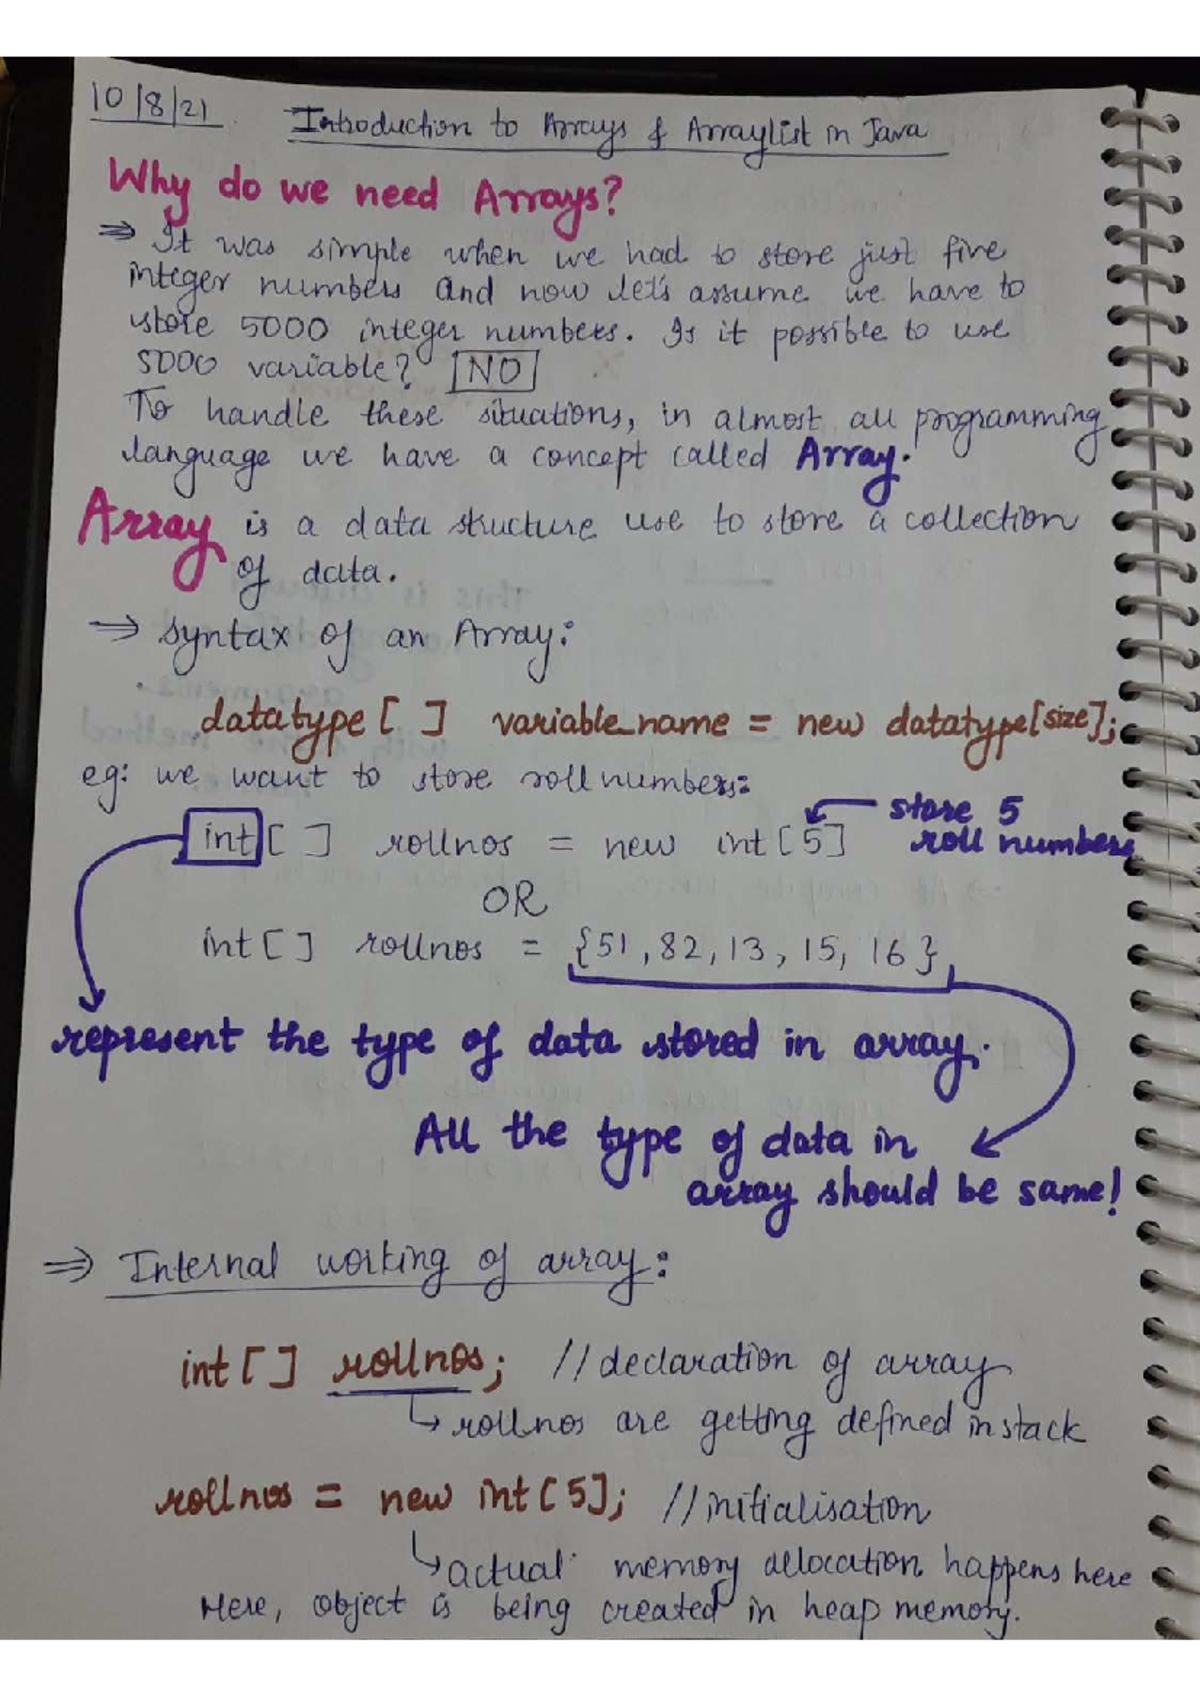 10/8/21
Introduction to Arrays & Arraylist in Java
Why do we need Arrays?
⇒ It was simple when we had to store just five
integer numbers and now let's assume we have to
store 5000 integer numbers. Is it possible to use
5000 variable? NO
To handle these situations, in almost all programming
language we have a concept called Array.
Array is a data structure use to store a collection
of data.
⇒ Syntax of an Array:
datatype[ ] variable_name = new datatype[size];
eg: we want to store roll numbers:
store 5
int[ ] rollnos = new int[5] roll numbers
OR
int[ ] rollnos = {51, 82, 13, 15, 16}
represent the type of data stored in array.
All the type of data in
array should be same!
⇒ Internal working of array:
int[ ] rollnos; // declaration of array
↳ rollnos are getting defined in stack
rollnos = new int[5]; // initialisation
↳ actual memory allocation happens here
Here, object is being created in heap memory.